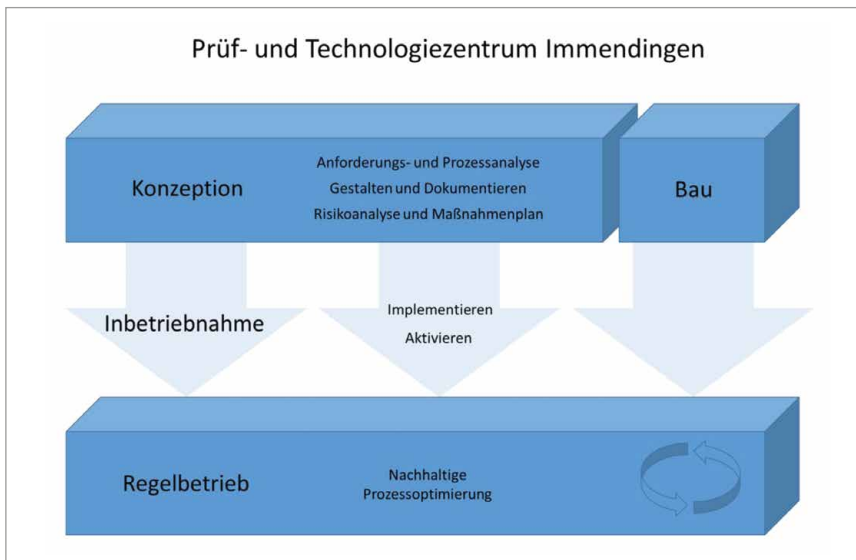 Prüf- und Technologiezentrum Immendingen
Konzeption
Anforderungs- und Prozessanalyse
Gestalten und Dokumentieren
Risikoanalyse und Maßnahmenplan
Bau
Inbetriebnahme
Implementieren
Aktivieren
Regelbetrieb
Nachhaltige
Prozessoptimierung